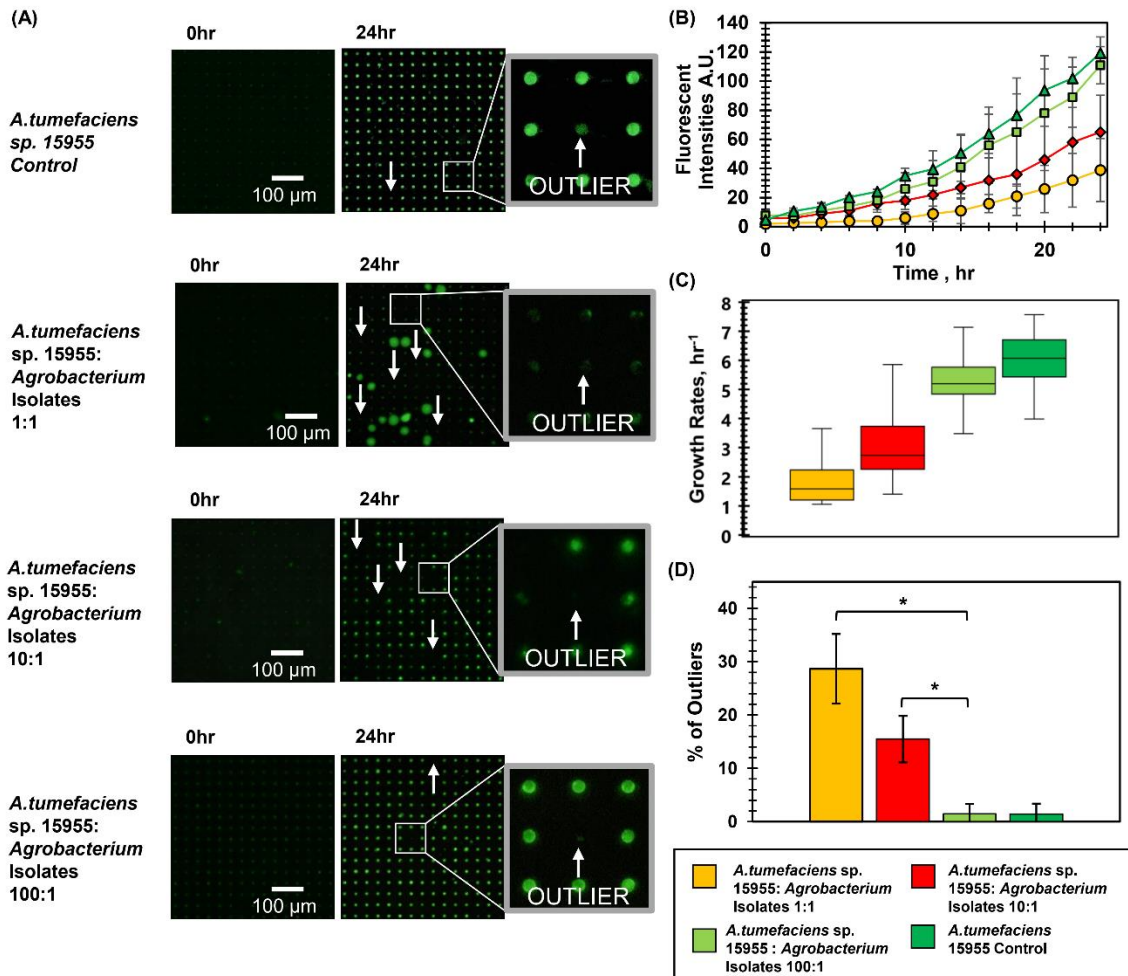 (A)
0hr
24hr
A.tumefaciens
sp. 15955
Control
100 µm
OUTLIER
0hr
24hr
A.tumefaciens
sp. 15955:
Agrobacterium
Isolates
1:1
100 µm
OUTLIER
0hr
24hr
A.tumefaciens
sp. 15955:
Agrobacterium
Isolates
10:1
100 µm
OUTLIER
0hr
24hr
A.tumefaciens
sp. 15955:
Agrobacterium
Isolates
100:1
100 µm
OUTLIER
(B)
Fluorescent
Intensities A.U.
140
120
100
80
60
40
20
0
0
10
20
Time , hr
(C)
Growth Rates, hr⁻¹
8
7
6
5
4
3
2
1
0
(D)
% of Outliers
40
30
20
10
0
*
*
A.tumefaciens sp.
15955: Agrobacterium
Isolates 1:1
A.tumefaciens sp.
15955: Agrobacterium
Isolates 10:1
A.tumefaciens sp.
15955 : Agrobacterium
Isolates 100:1
A.tumefaciens
15955 Control